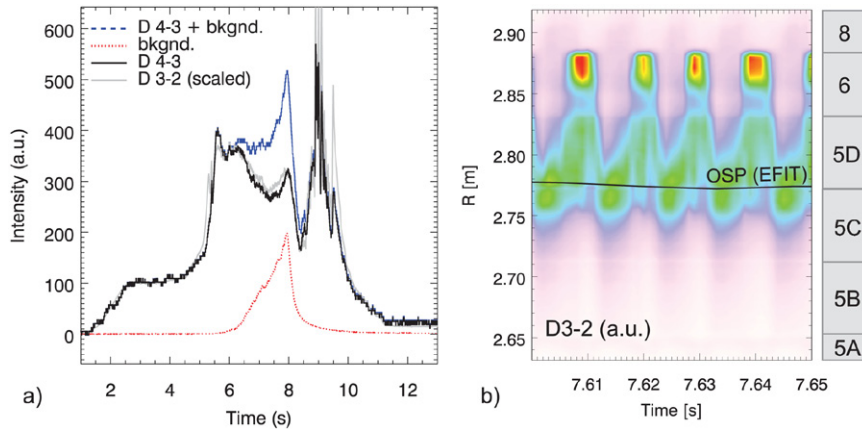 600
500
400
300
200
100
0
Intensity (a.u.)
D 4-3 + bkgnd.
bkgnd.
D 4-3
D 3-2 (scaled)
2 4 6 8 10 12
Time (s)
a)
2.90
2.85
2.80
2.75
2.70
2.65
R [m]
OSP (EFIT)
D3-2 (a.u.)
7.61 7.62 7.63 7.64 7.65
Time [s]
b)
8
6
5D
5C
5B
5A